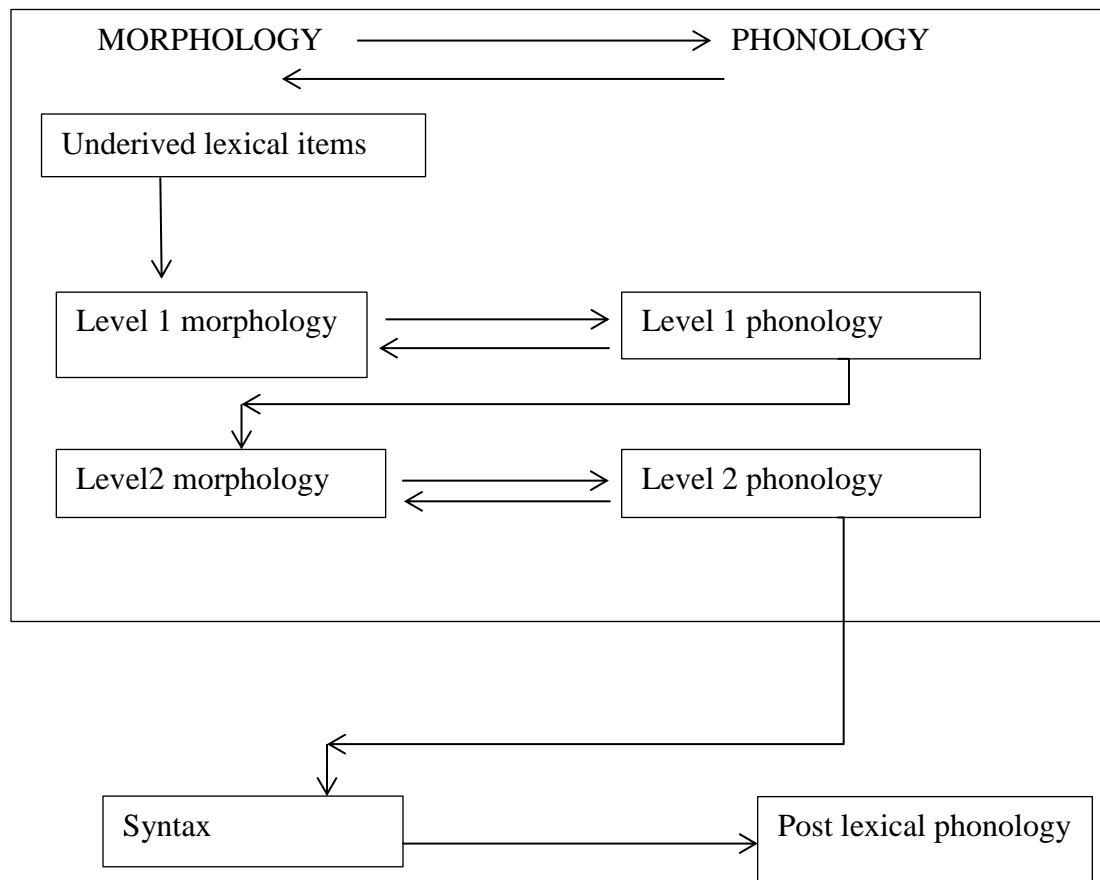 MORPHOLOGY PHONOLOGY
Underived lexical items
Level 1 morphology Level 1 phonology
Level2 morphology Level 2 phonology
Syntax Post lexical phonology